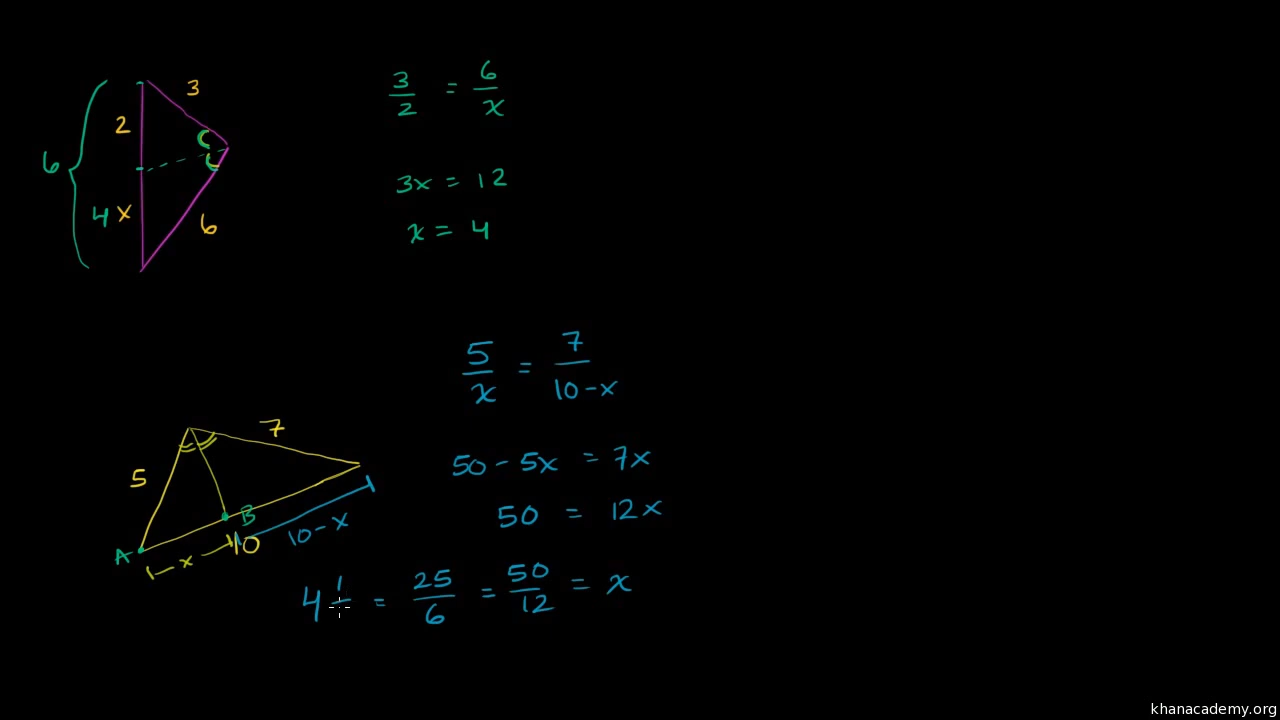 3
2
6
4 x
6
3/2 = 6/x
3x = 12
x = 4
5/x = 7/(10-x)
50 - 5x = 7x
50 = 12x
7
5
B
A
x
10
10-x
4 1 = 25/6 = 50/12 = x
khanacademy.org